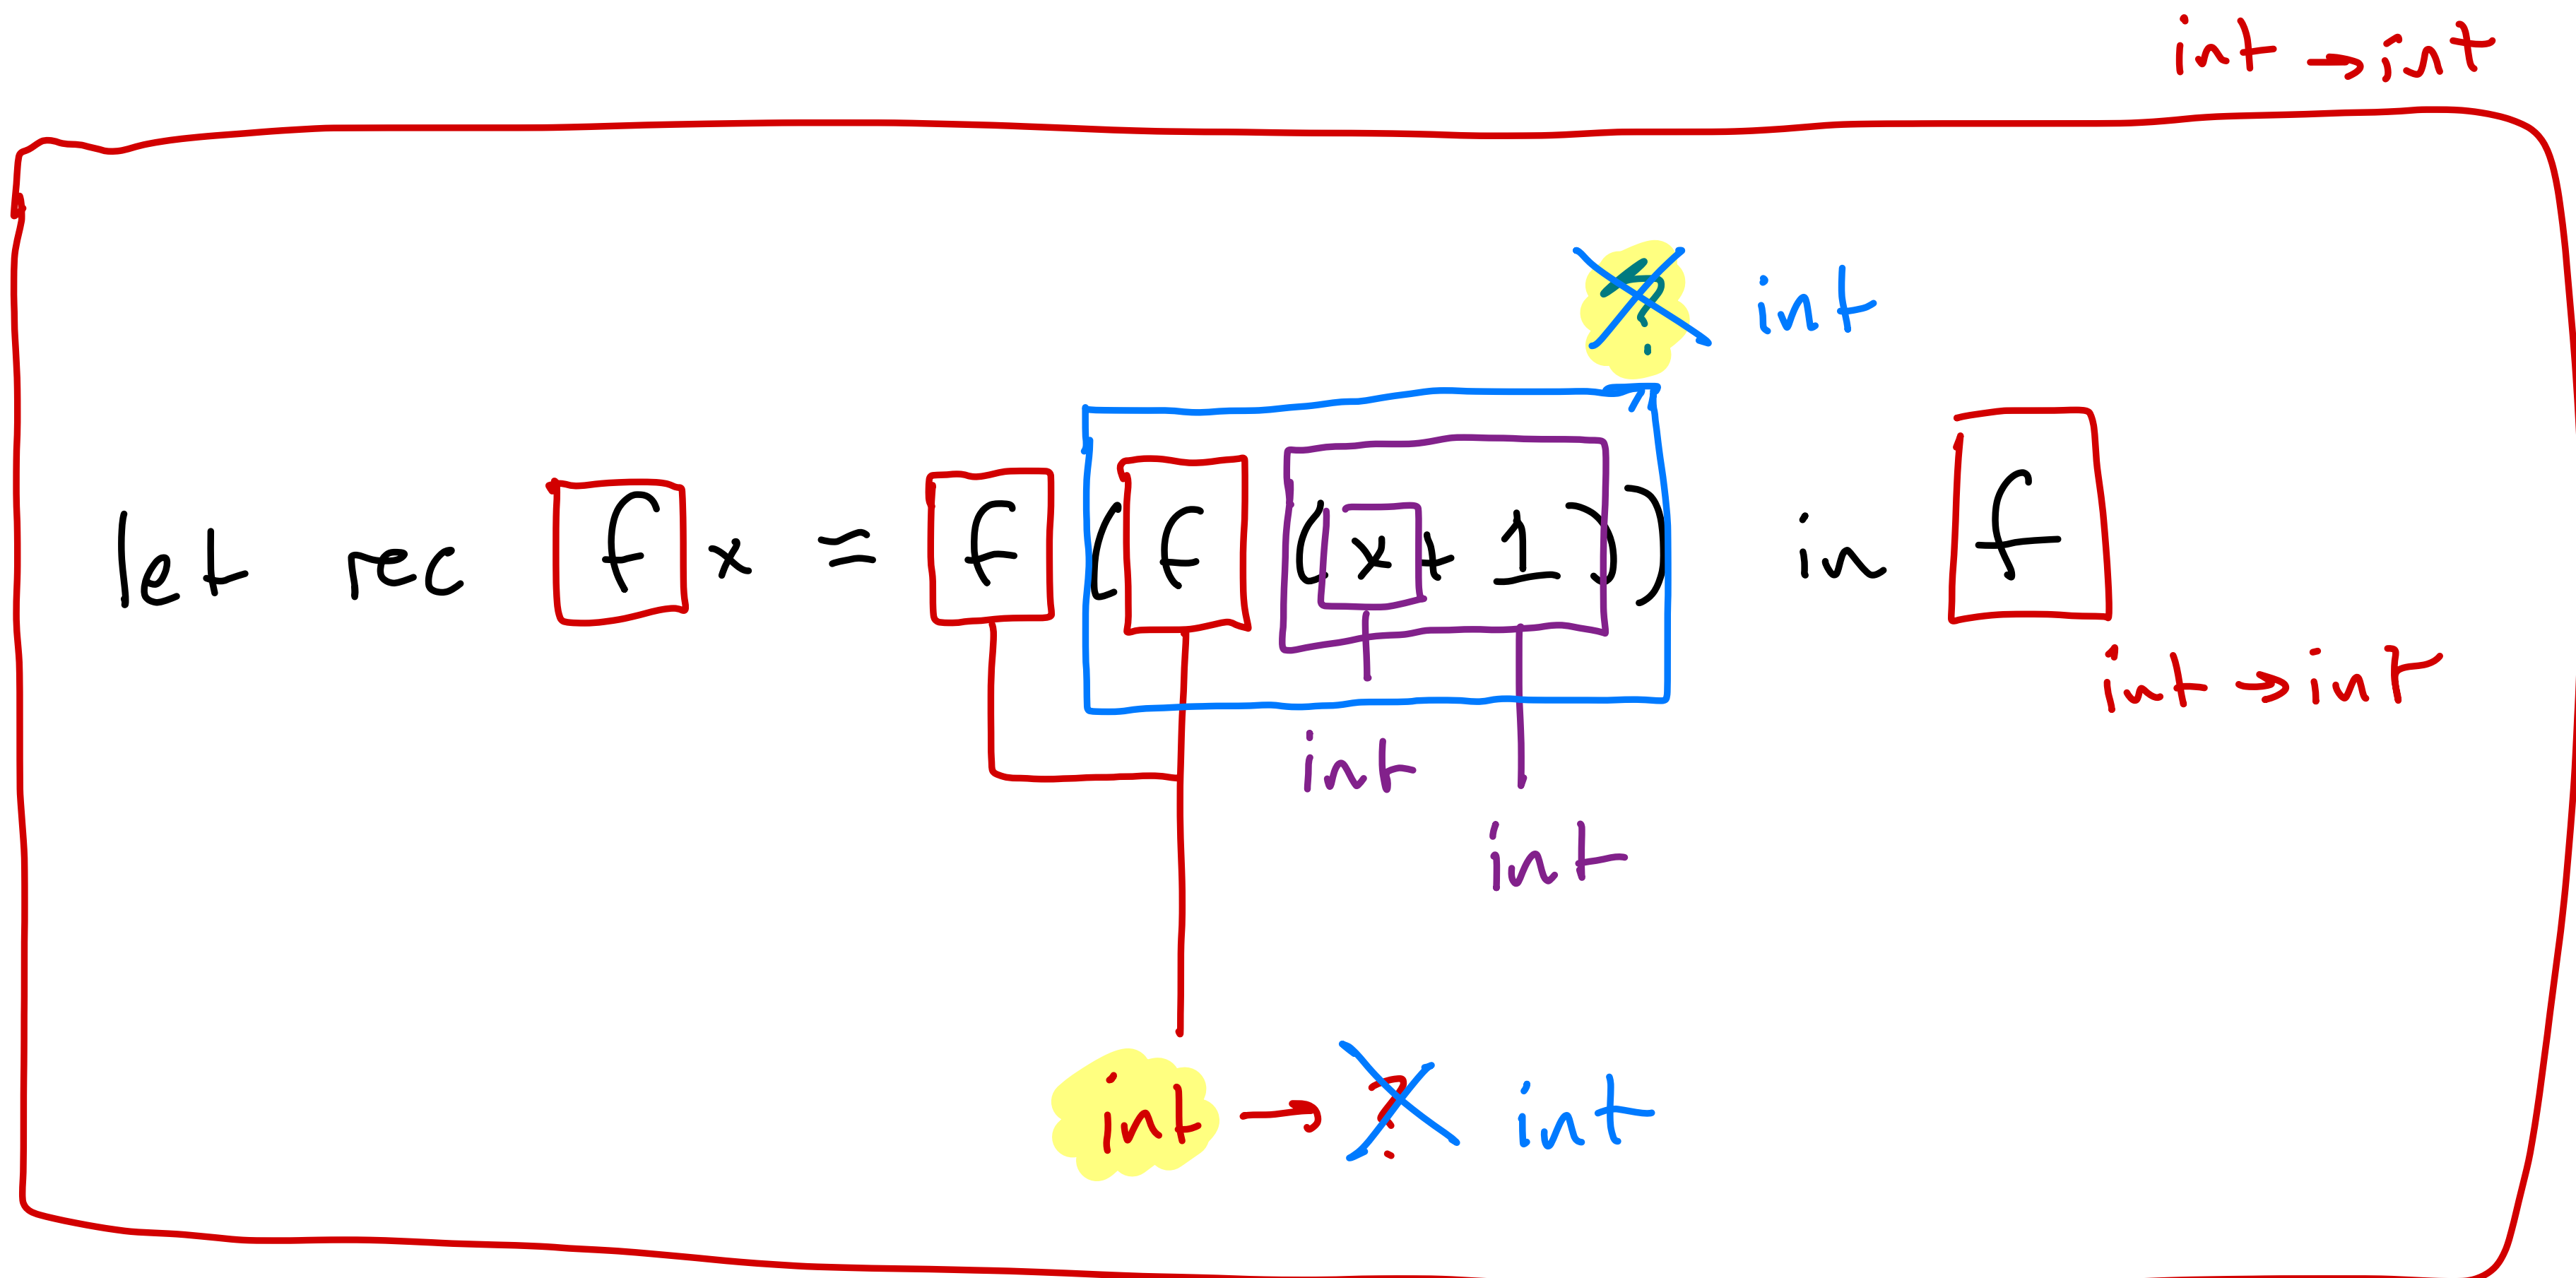 int → int
? int
let rec f x = f (f (x + 1)) in f
int → int
int
int
int → ? int